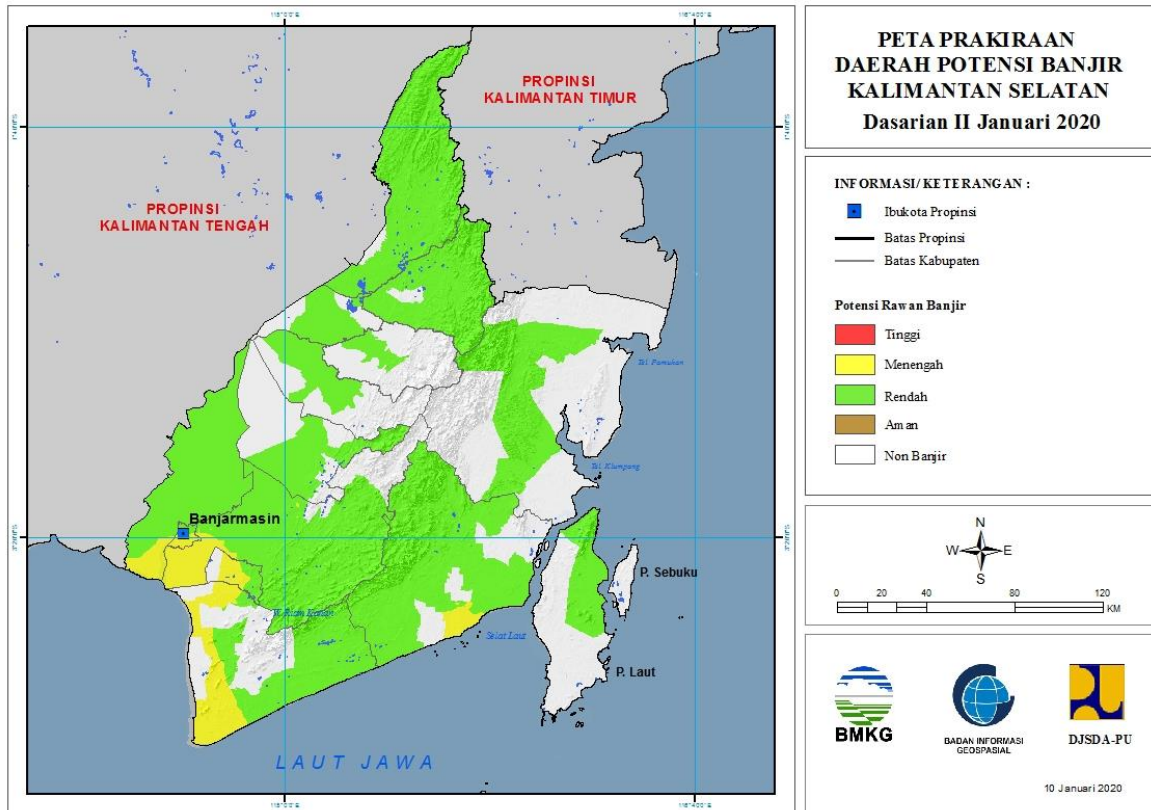 PETA PRAKIRAAN
DAERAH POTENSI BANJIR
KALIMANTAN SELATAN
Dasarian II Januari 2020
INFORMASI/ KETERANGAN :
Ibukota Propinsi
Batas Propinsi
Batas Kabupaten
Potensi Rawan Banjir
Tinggi
Menengah
Rendah
Aman
Non Banjir
N
W E
S
0 20 40 80 120
KM
BMKG
BADAN INFORMASI
GEOSPASIAL
DJSDA-PU
10 Januari 2020
PROPINSI
KALIMANTAN TIMUR
PROPINSI
KALIMANTAN TENGAH
Tel. Pamukan
Tel. Klumpang
Banjarmasin
P. Sebuku
Selat Laut
P. Laut
LAUT JAWA